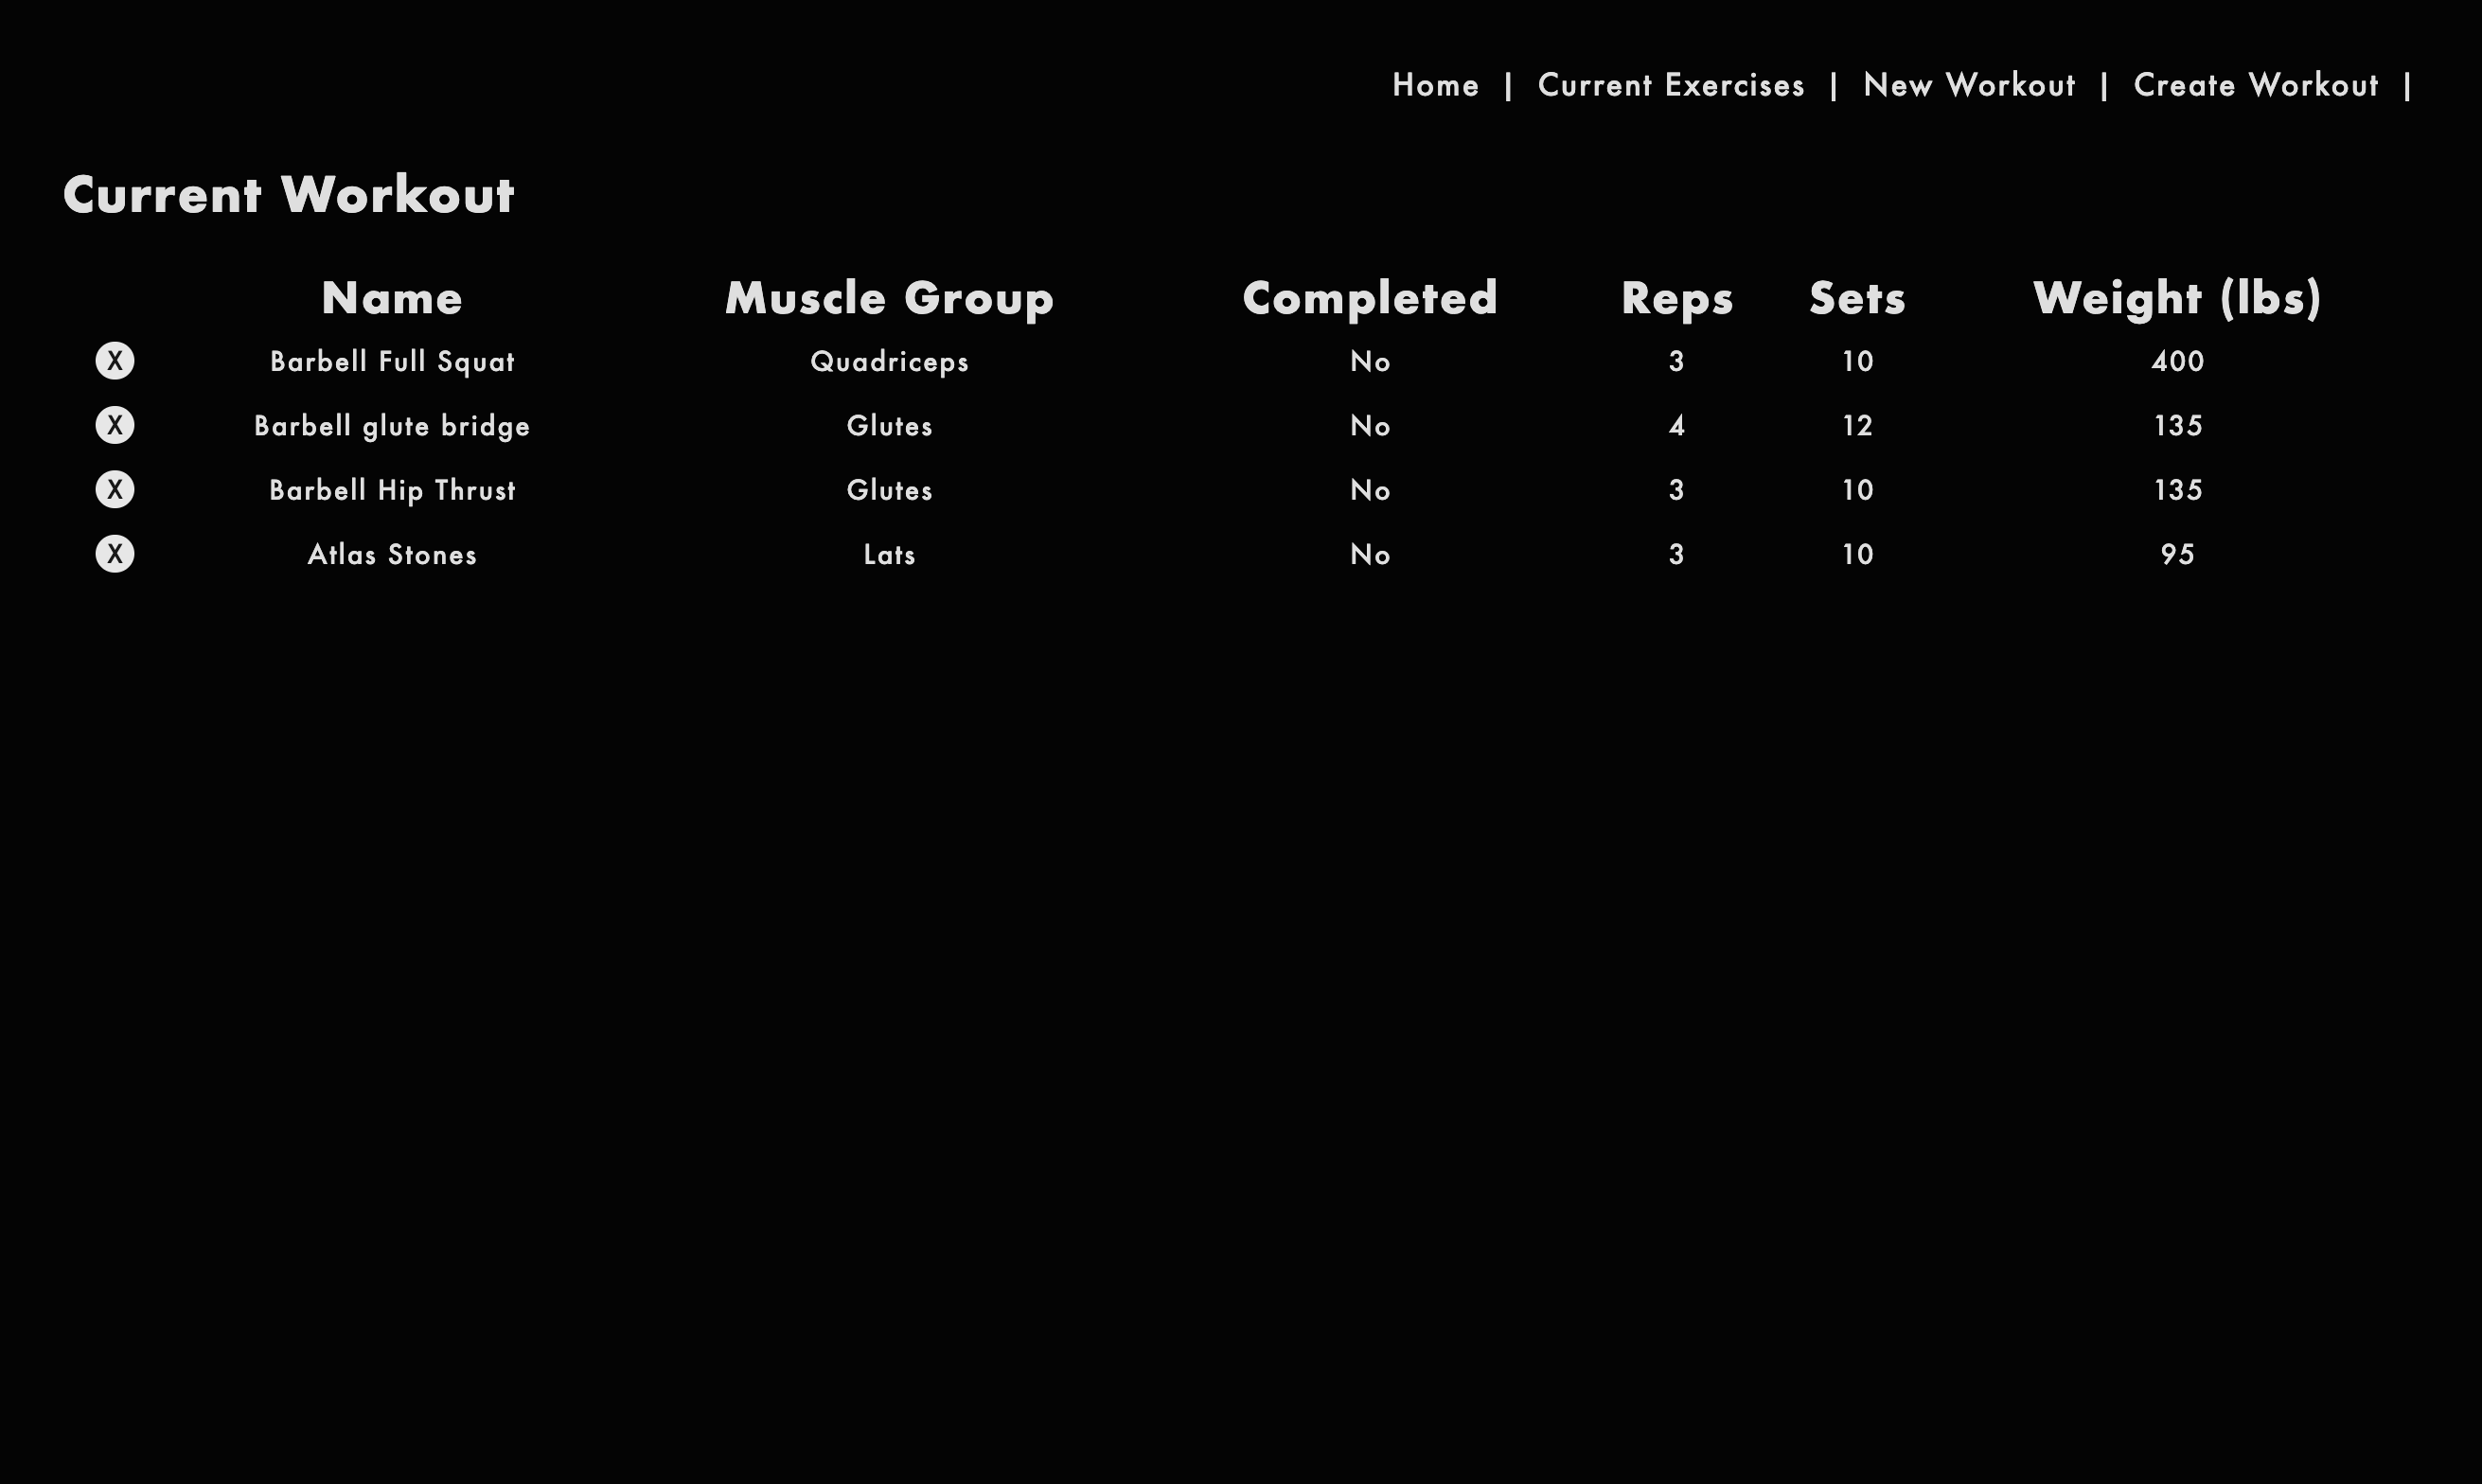 Home | Current Exercises | New Workout | Create Workout |
Current Workout
Name Muscle Group Completed Reps Sets Weight (lbs)
X Barbell Full Squat Quadriceps No 3 10 400
X Barbell glute bridge Glutes No 4 12 135
X Barbell Hip Thrust Glutes No 3 10 135
X Atlas Stones Lats No 3 10 95